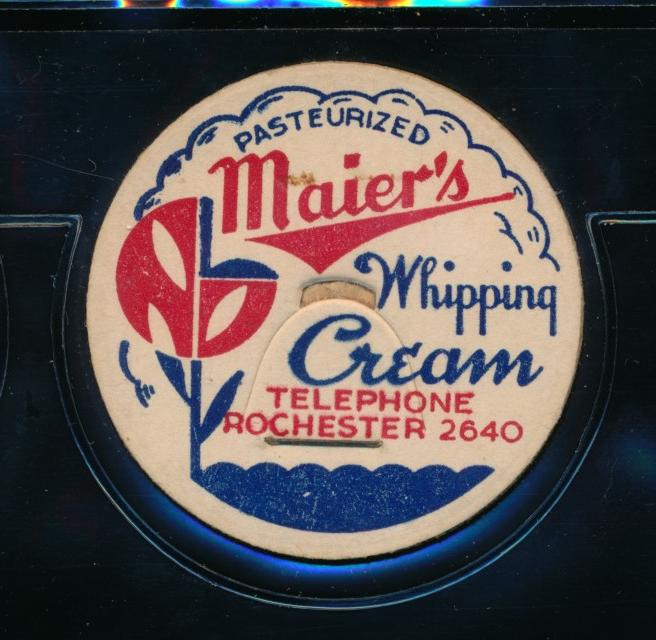 PASTEURIZED
Maier's
Whipping
Cream
TELEPHONE
ROCHESTER 2640